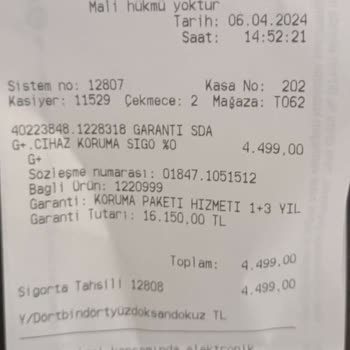 Mali hükmü yoktur
Tarih: 06.04.2024
Saat: 14:52:21
Sistem no: 12807 Kasa No: 202
Kasiyer: 11529 Çekmece: 2 Mağaza: T062
40223848.1228318 GARANTI SDA
G+.CIHAZ KORUMA SIGO %0 4.499,00
G+
Sözleşme numarası: 01847.1051512
Bagli Ürün: 1220999
Garanti: KORUMA PAKETI HIZMETI 1+3 YIL
Garanti Tutarı: 16.150,00 TL
Toplam: 4.499,00
Sigorta Tahsili 12808 4.499,00
Y/Dörtbindörtyüzdoksandokuz TL
kapsamında elektronik